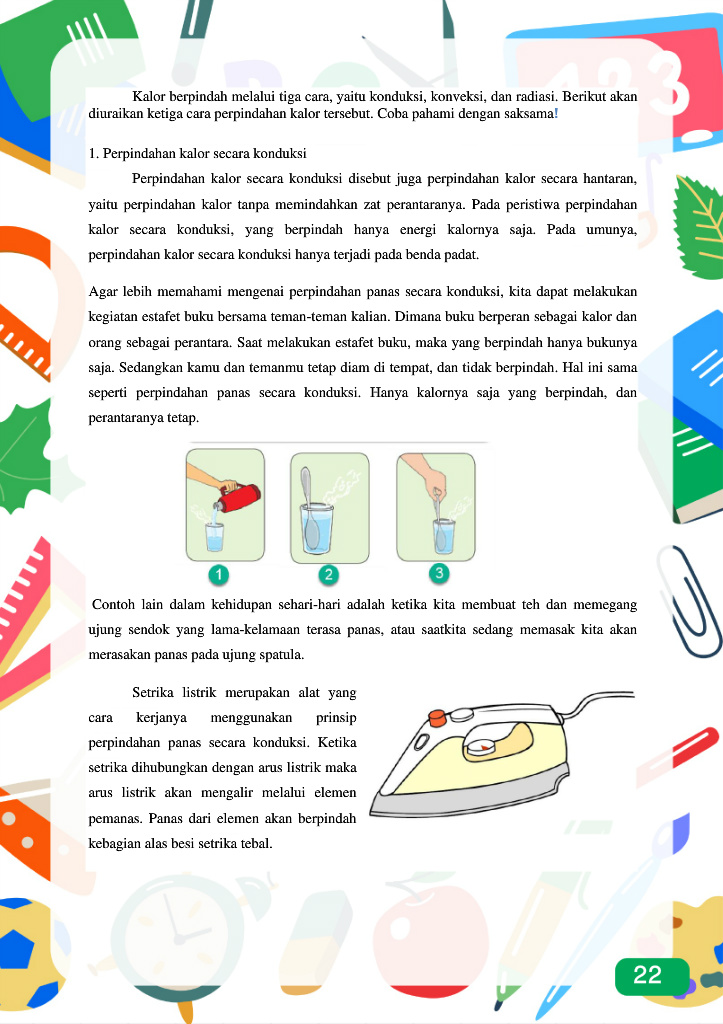 123
Kalor berpindah melalui tiga cara, yaitu konduksi, konveksi, dan radiasi. Berikut akan
diuraikan ketiga cara perpindahan kalor tersebut. Coba pahami dengan saksama!
1. Perpindahan kalor secara konduksi
Perpindahan kalor secara konduksi disebut juga perpindahan kalor secara hantaran,
yaitu perpindahan kalor tanpa memindahkan zat perantaranya. Pada peristiwa perpindahan
kalor secara konduksi, yang berpindah hanya energi kalornya saja. Pada umunya,
perpindahan kalor secara konduksi hanya terjadi pada benda padat.
Agar lebih memahami mengenai perpindahan panas secara konduksi, kita dapat melakukan
kegiatan estafet buku bersama teman-teman kalian. Dimana buku berperan sebagai kalor dan
orang sebagai perantara. Saat melakukan estafet buku, maka yang berpindah hanya bukunya
saja. Sedangkan kamu dan temanmu tetap diam di tempat, dan tidak berpindah. Hal ini sama
seperti perpindahan panas secara konduksi. Hanya kalornya saja yang berpindah, dan
perantaranya tetap.
1 2 3
Contoh lain dalam kehidupan sehari-hari adalah ketika kita membuat teh dan memegang
ujung sendok yang lama-kelamaan terasa panas, atau saatkita sedang memasak kita akan
merasakan panas pada ujung spatula.
Setrika listrik merupakan alat yang
cara kerjanya menggunakan prinsip
perpindahan panas secara konduksi. Ketika
setrika dihubungkan dengan arus listrik maka
arus listrik akan mengalir melalui elemen
pemanas. Panas dari elemen akan berpindah
kebagian alas besi setrika tebal.
22